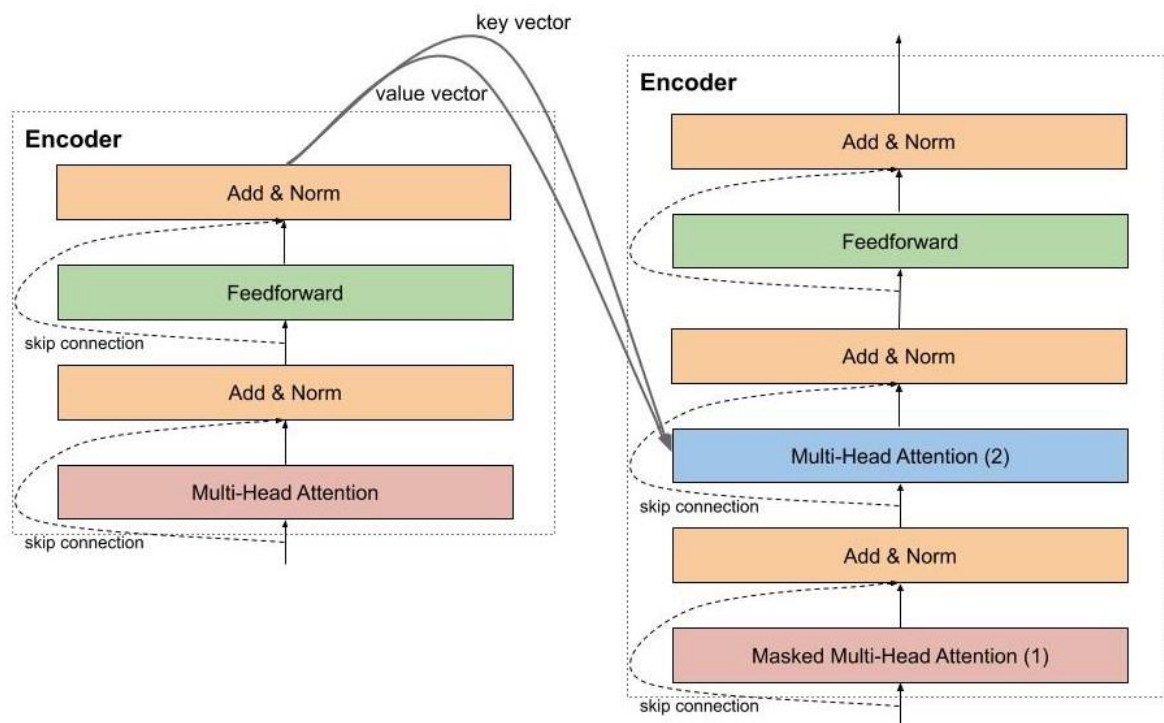 key vector
value vector
Encoder
Add & Norm
Feedforward
skip connection
Add & Norm
Multi-Head Attention
skip connection
Encoder
Add & Norm
Feedforward
Add & Norm
Multi-Head Attention (2)
skip connection
Add & Norm
Masked Multi-Head Attention (1)
skip connection